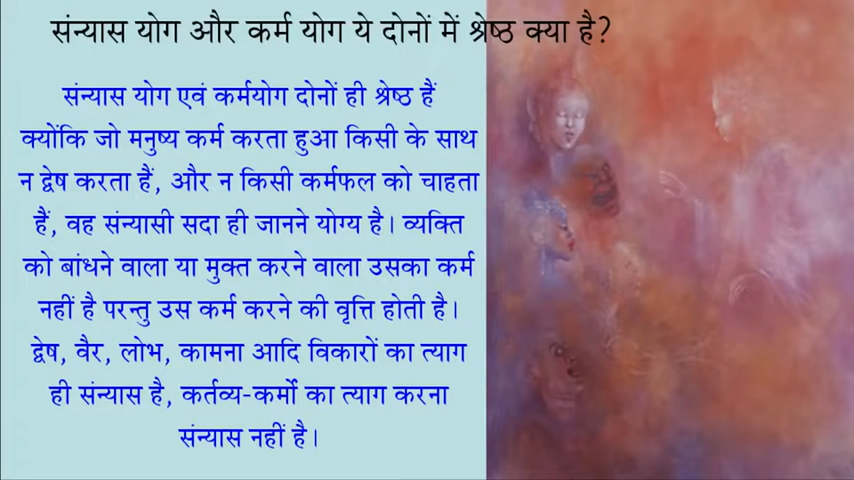 संन्यास योग और कर्म योग ये दोनों में श्रेष्ठ क्या है?
संन्यास योग एवं कर्मयोग दोनों ही श्रेष्ठ हैं
क्योंकि जो मनुष्य कर्म करता हुआ किसी के साथ
न द्वेष करता हैं, और न किसी कर्मफल को चाहता
हैं, वह संन्यासी सदा ही जानने योग्य है। व्यक्ति
को बांधने वाला या मुक्त करने वाला उसका कर्म
नहीं है परन्तु उस कर्म करने की वृत्ति होती है।
द्वेष, वैर, लोभ, कामना आदि विकारों का त्याग
ही संन्यास है, कर्तव्य-कर्मों का त्याग करना
संन्यास नहीं है।